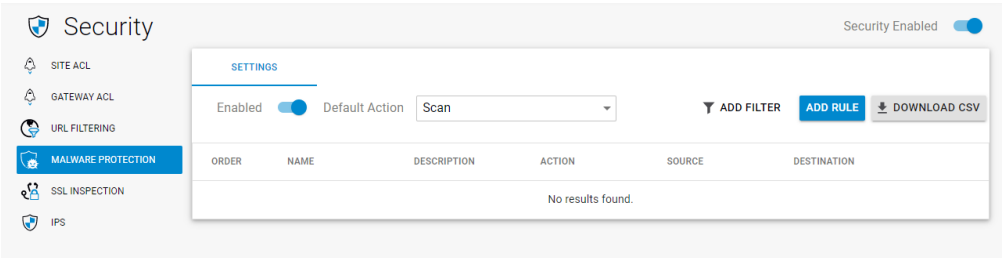 Security
Security Enabled
SITE ACL
GATEWAY ACL
URL FILTERING
MALWARE PROTECTION
SSL INSPECTION
IPS
SETTINGS
Enabled Default Action Scan ADD FILTER ADD RULE DOWNLOAD CSV
ORDER NAME DESCRIPTION ACTION SOURCE DESTINATION
No results found.